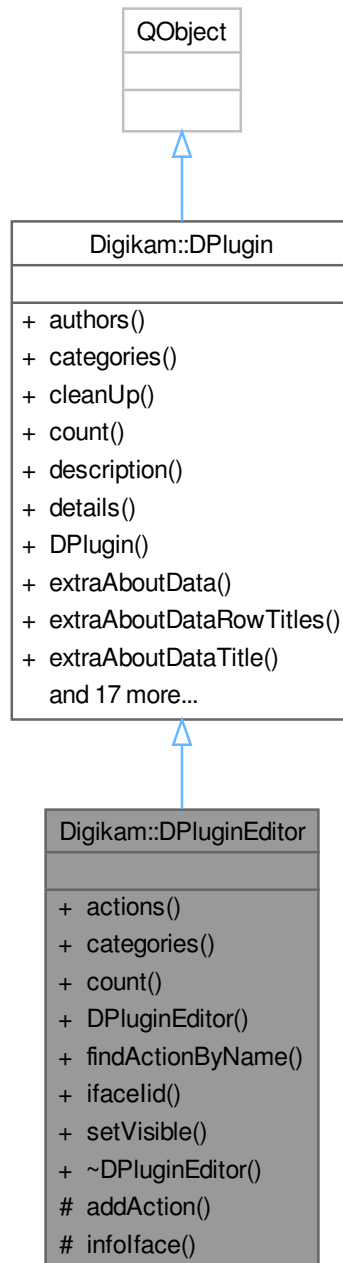 QObject
Digikam::DPlugin
+ authors()
+ categories()
+ cleanUp()
+ count()
+ description()
+ details()
+ DPlugin()
+ extraAboutData()
+ extraAboutDataRowTitles()
+ extraAboutDataTitle()
and 17 more...
Digikam::DPluginEditor
+ actions()
+ categories()
+ count()
+ DPluginEditor()
+ findActionByName()
+ ifaceIid()
+ setVisible()
+ ~DPluginEditor()
# addAction()
# infoIface()